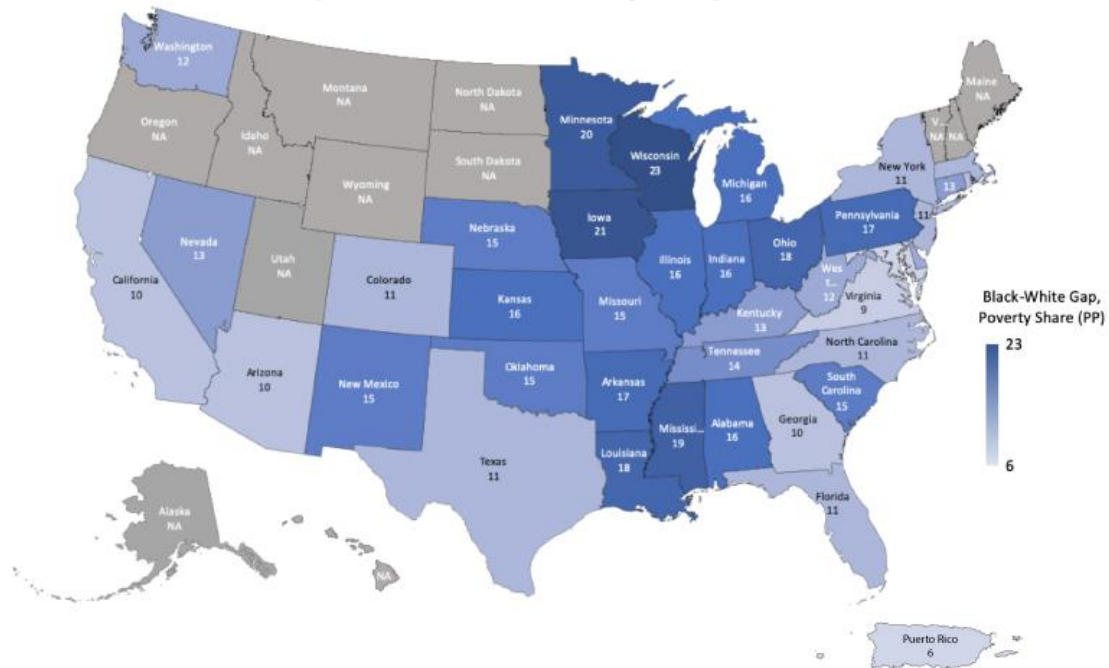 Washington
12
Montana
NA
North Dakota
NA
Minnesota
20
Maine
NA
Oregon
NA
Idaho
NA
South Dakota
NA
Wisconsin
23
V...
NA
NA
New York
11
13
Wyoming
NA
Michigan
16
Iowa
21
Pennsylvania
17
11
Nebraska
15
Nevada
13
Utah
NA
Illinois
16
Indiana
16
Ohio
18
7
California
10
Colorado
11
Wes
t...
12
Virginia
9
Kansas
16
Missouri
15
Kentucky
13
Black-White Gap,
Poverty Share (PP)
23
6
Arizona
10
New Mexico
15
Oklahoma
15
Arkansas
17
Tennessee
14
North Carolina
11
South
Carolina
15
Mississi...
19
Alabama
16
Georgia
10
Texas
11
Louisiana
18
Florida
11
Alaska
NA
NA
Puerto Rico
6